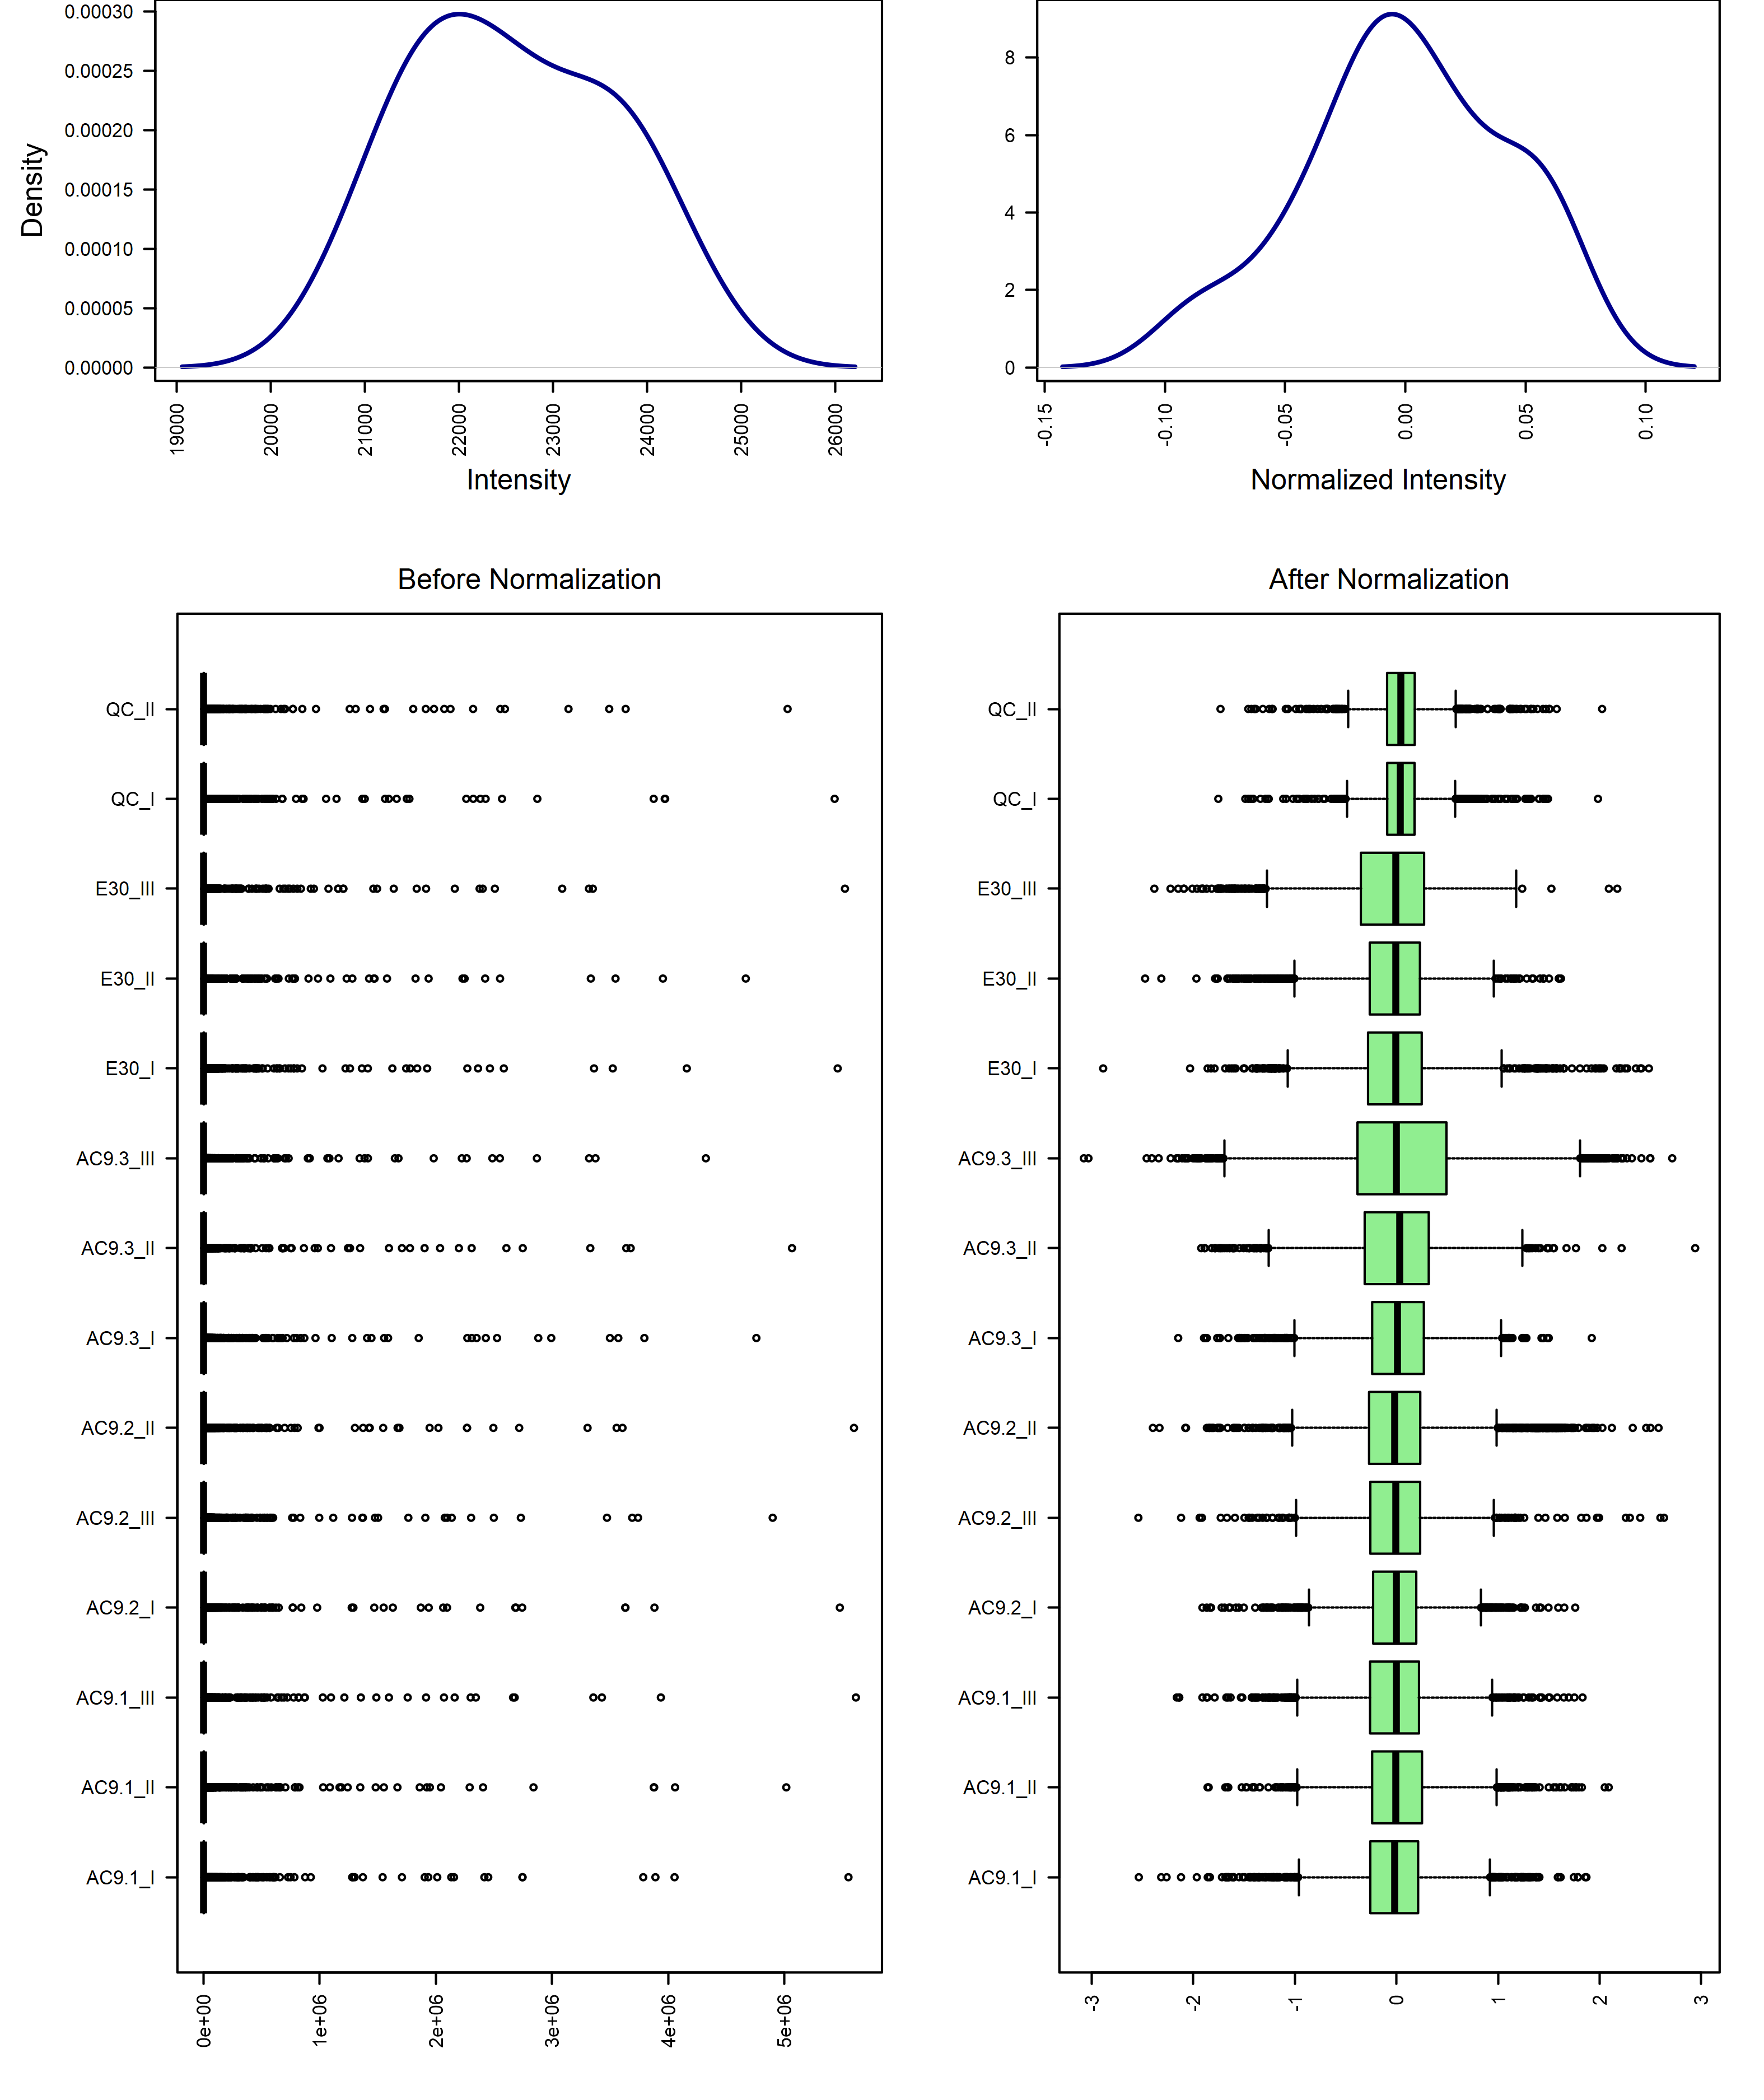 Density
0.00030
0.00025
0.00020
0.00015
0.00010
0.00005
0.00000
19000 20000 21000 22000 23000 24000 25000 26000
Intensity
8
6
4
2
0
-0.15 -0.10 -0.05 0.00 0.05 0.10
Normalized Intensity
Before Normalization
QC_II
QC_I
E30_III
E30_II
E30_I
AC9.3_III
AC9.3_II
AC9.3_I
AC9.2_II
AC9.2_III
AC9.2_I
AC9.1_III
AC9.1_II
AC9.1_I
0e+00 1e+06 2e+06 3e+06 4e+06 5e+06
After Normalization
QC_II
QC_I
E30_III
E30_II
E30_I
AC9.3_III
AC9.3_II
AC9.3_I
AC9.2_II
AC9.2_III
AC9.2_I
AC9.1_III
AC9.1_II
AC9.1_I
-3 -2 -1 0 1 2 3